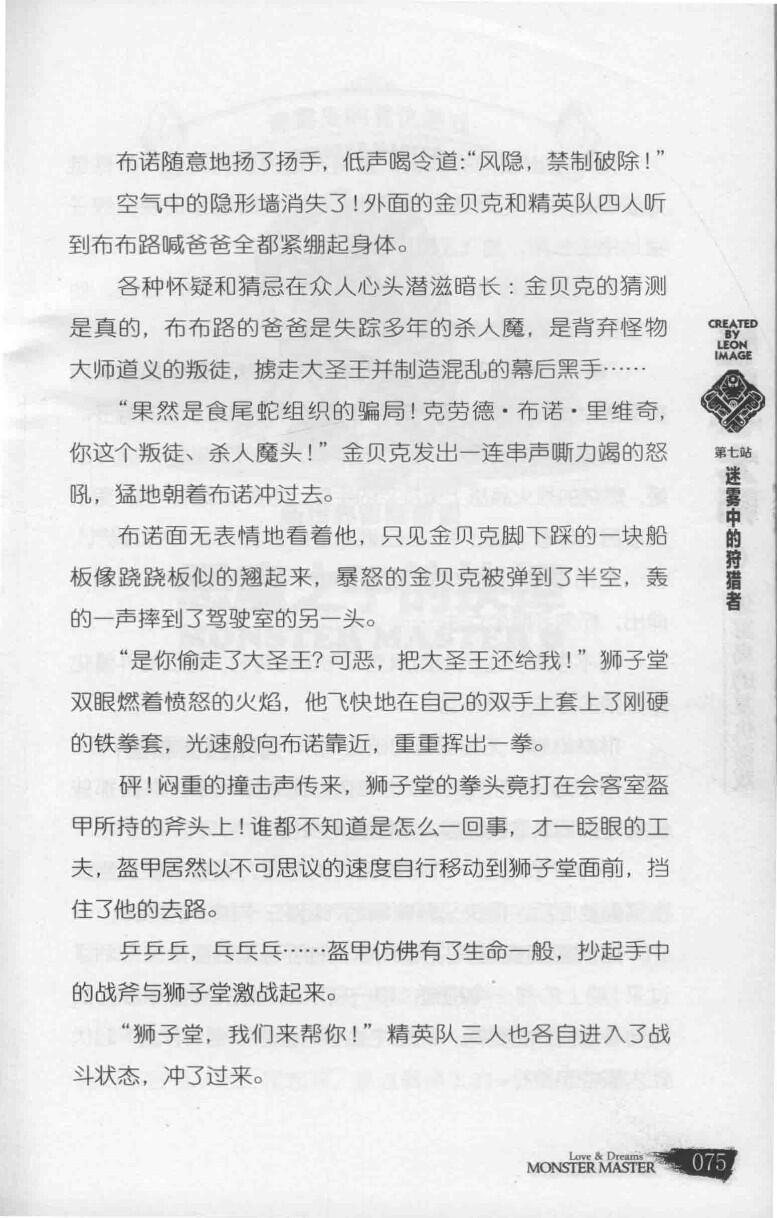 布诺随意地扬了扬手，低声喝令道:“风隐，禁制破除！”
空气中的隐形墙消失了！外面的金贝克和精英队四人听
到布布路喊爸爸全都紧绷起身体。
各种怀疑和猜忌在众人心头潜滋暗长：金贝克的猜测
是真的，布布路的爸爸是失踪多年的杀人魔，是背弃怪物
大师道义的叛徒，掳走大圣王并制造混乱的幕后黑手……
“果然是食尾蛇组织的骗局！克劳德·布诺·里维奇，
你这个叛徒、杀人魔头！”金贝克发出一连串声嘶力竭的怒
吼，猛地朝着布诺冲过去。
布诺面无表情地看着他，只见金贝克脚下踩的一块船
板像跷跷板似的翘起来，暴怒的金贝克被弹到了半空，轰
的一声摔到了驾驶室的另一头。
“是你偷走了大圣王？可恶，把大圣王还给我！”狮子堂
双眼燃着愤怒的火焰，他飞快地在自己的双手上套上了刚硬
的铁拳套，光速般向布诺靠近，重重挥出一拳。
砰！闷重的撞击声传来，狮子堂的拳头竟打在会客室盔
甲所持的斧头上！谁都不知道是怎么一回事，才一眨眼的工
夫，盔甲居然以不可思议的速度自行移动到狮子堂面前，挡
住了他的去路。
乒乒乒，乓乓乓……盔甲仿佛有了生命一般，抄起手中
的战斧与狮子堂激战起来。
“狮子堂，我们来帮你！”精英队三人也各自进入了战
斗状态，冲了过来。
CREATED
BY
LEON
IMAGE
第七站
迷雾中的狩猎者
Love & Dreams
MONSTER MASTER
075